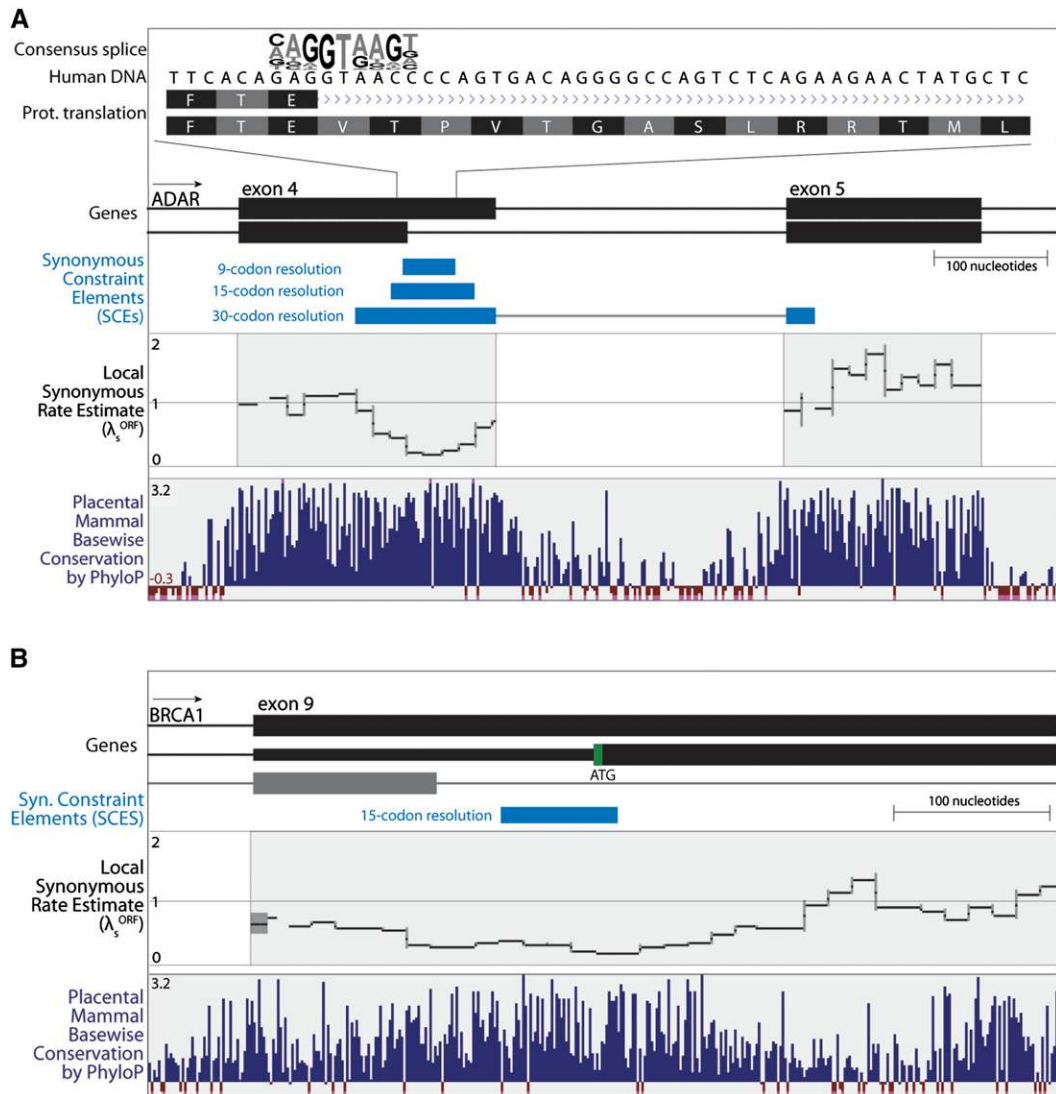 A
Consensus splice
CAGGTAAGT
Human DNA
T T C A C A G A G G T A A C C C C A G T G A C A G G G G C C A G T C T C A G A A G A A C T A T G C T C
Prot. translation
F T E
F T E V T P V T G A S L R R T M L
ADAR
exon 4
exon 5
Genes
Synonymous
Constraint
Elements
(SCEs)
9-codon resolution
15-codon resolution
30-codon resolution
100 nucleotides
2
Local
Synonymous
Rate Estimate
(λs^ORF)
1
0
Placental
Mammal
Basewise
Conservation
by PhyloP
3.2
-0.3
B
BRCA1
exon 9
Genes
ATG
Syn. Constraint
Elements (SCES)
15-codon resolution
100 nucleotides
2
Local
Synonymous
Rate Estimate
(λs^ORF)
1
0
Placental
Mammal
Basewise
Conservation
by PhyloP
3.2